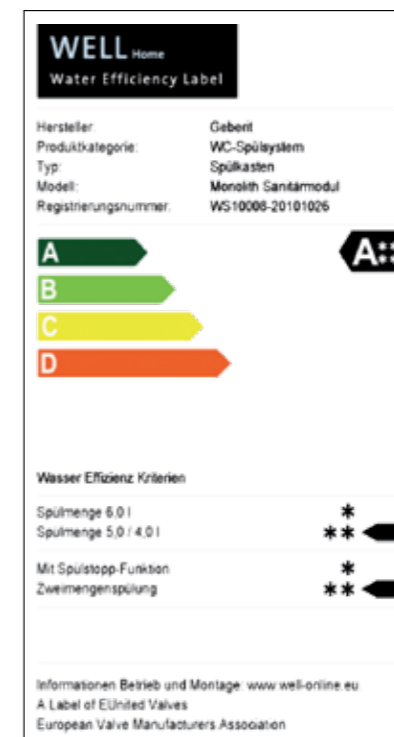 WELL Home
Water Efficiency Label
Hersteller: Geberit
Produktkategorie: WC-Spülsystem
Typ: Spülkasten
Modell: Monolith Sanitärmodul
Registrierungsnummer: WS10008-20101026
A A
B
C
D
Wasser Effizienz Kriterien
Spülmenge 6,0 l *
Spülmenge 5,0 / 4,0 l **
Mit Spülstopp-Funktion *
Zweimengenspülung **
Informationen Betrieb und Montage: www.well-online.eu
A Label of EUnited Valves
European Valve Manufacturers Association